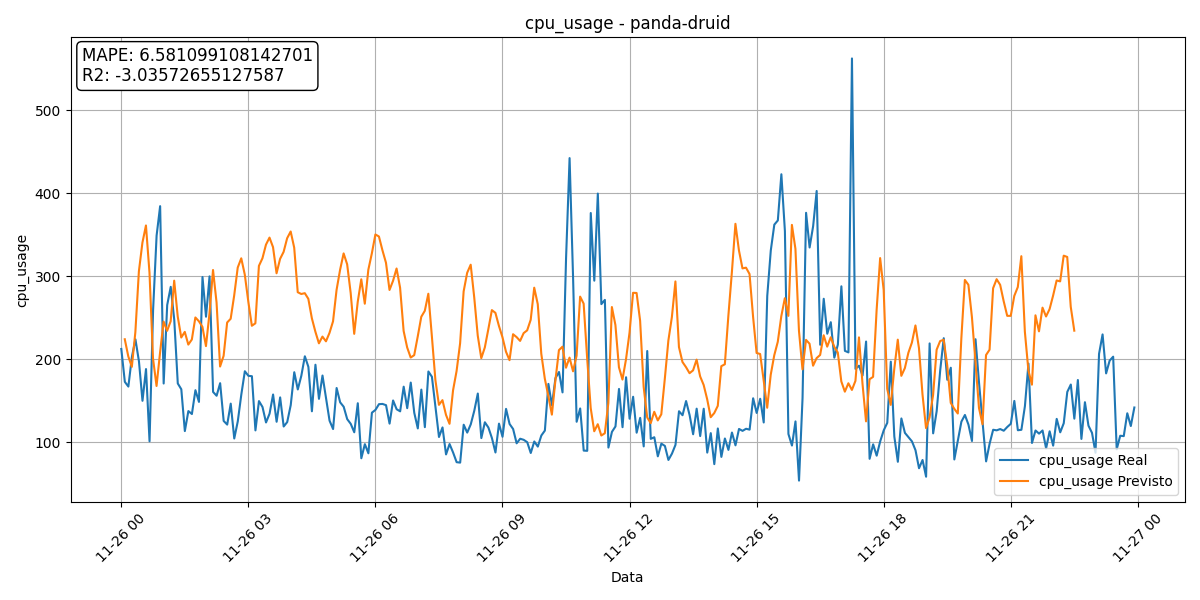 cpu_usage - panda-druid
MAPE: 6.581099108142701
R2: -3.03572655127587
cpu_usage
500
400
300
200
100
cpu_usage Real
cpu_usage Previsto
11-26 00
11-26 03
11-26 06
11-26 09
11-26 12
11-26 15
11-26 18
11-26 21
11-27 00
Data